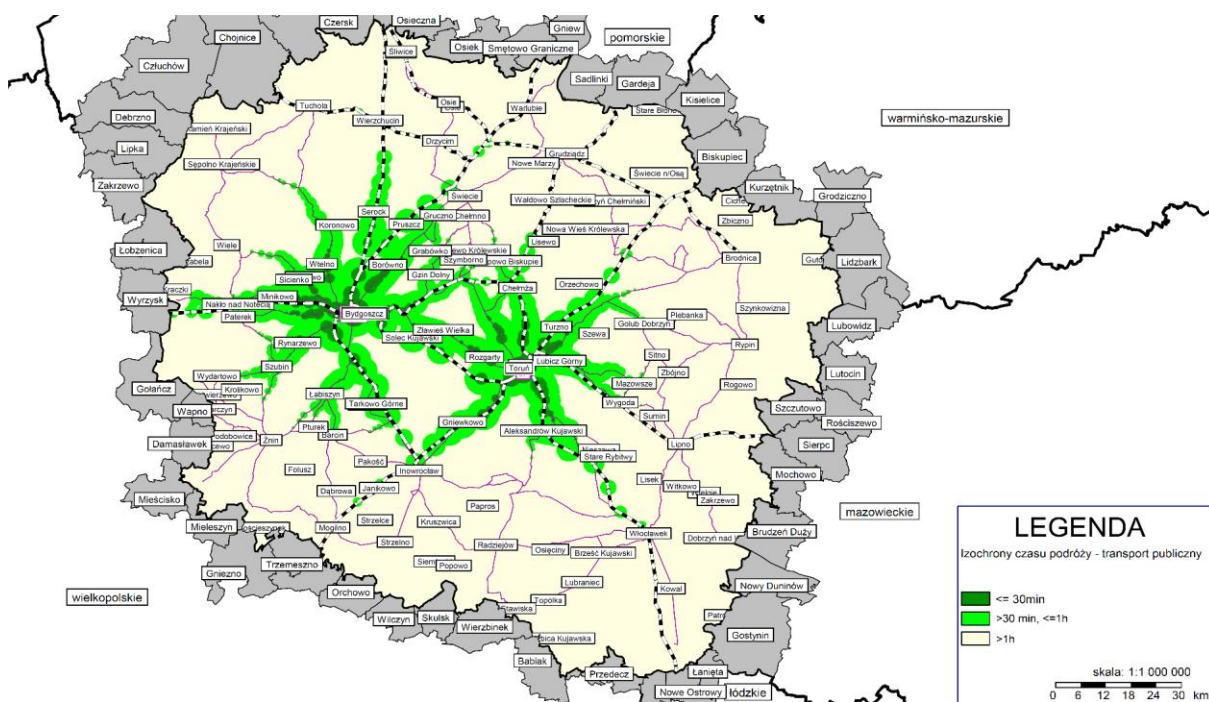 Czersk
Osieczna
Gniew
Chojnice
Osiek
Smętowo Graniczne
pomorskie
Śliwice
Człuchów
Sadlinki
Gardeja
Kisielice
Debrzno
Tuchola
Osie
Warlubie
warmińsko-mazurskie
Wierzchucin
Lipka
Drzycim
Grudziądz
Biskupiec
Sępolno Krajeńskie
Nowe Marzy
Świecie n/Osą
Zakrzewo
Kurzętnik
Grodziczno
Świecie
Wałdowo Szlacheckie
Serock
Gruczno
Chełmno
Zbiczno
Koronowo
Pruszcz
Nowa Wieś Królewska
Łobżenica
Wiele
Lisewo
Grabówko
Brodnica
Wtelno
Borówno
Szymborno
Lidzbark
Sicienko
Gzin Dolny
Orzechowo
Wyrzysk
Minikowo
Chełmża
Nakło nad Notecią
Szynkowizna
Paterek
Bydgoszcz
Plebanka
Turzno
Golub Dobrzyń
Lubowidz
Zławieś Wielka
Szewa
Solec Kujawski
Rynarzewo
Rypin
Rozgarty
Lubicz Górny
Sitno
Szubin
Toruń
Zbójno
Lutocin
Wydartowo
Mazowsze
Rogowo
Gołańcz
Królikowo
Łabiszyn
Wygoda
Tarkowo Górne
Szczutowo
Wapno
Sumin
Rościszewo
Gniewkowo
Pturek
Aleksandrów Kujawski
Barcin
Żnin
Lipno
Sierpc
Damasławek
Stare Rybitwy
Pakość
Folusz
Inowrocław
Mochowo
Lisek
Witkowo
Mieścisko
Dąbrowa
Janikowo
Zakrzewo
Papros
mazowieckie
Strzelce
Kruszwica
Mieleszyn
Mogilno
Włocławek
Brudzeń Duży
Strzelno
Radziejów
Dobrzyń nad
Osięciny
Brześć Kujawski
Trzemeszno
Popowo
Gniezno
Lubraniec
Nowy Duninów
Kowal
Orchowo
wielkopolskie
Topólka
Skulsk
Wilczyn
Wierzbinek
Gostynin
Babiak
Przedecz
Łanięta
Nowe Ostrowy
łódzkie
LEGENDA
Izochrony czasu podróży - transport publiczny
<= 30min
>30 min, <=1h
>1h
skala: 1:1 000 000
0 6 12 18 24 30 km